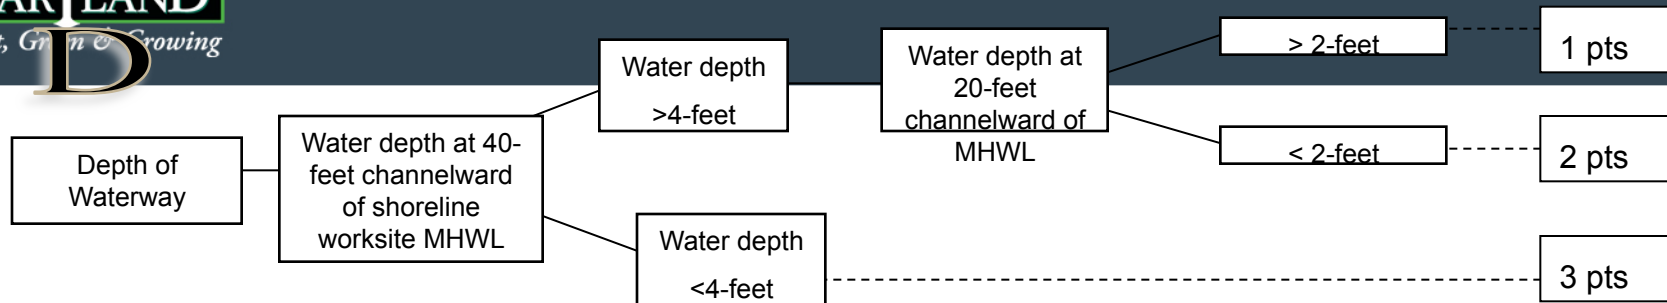 t, Green & Growing
D
Depth of
Waterway
Water depth at 40-
feet channelward
of shoreline
worksite MHWL
Water depth
>4-feet
Water depth
<4-feet
Water depth at
20-feet
channelward of
MHWL
> 2-feet
< 2-feet
1 pts
2 pts
3 pts